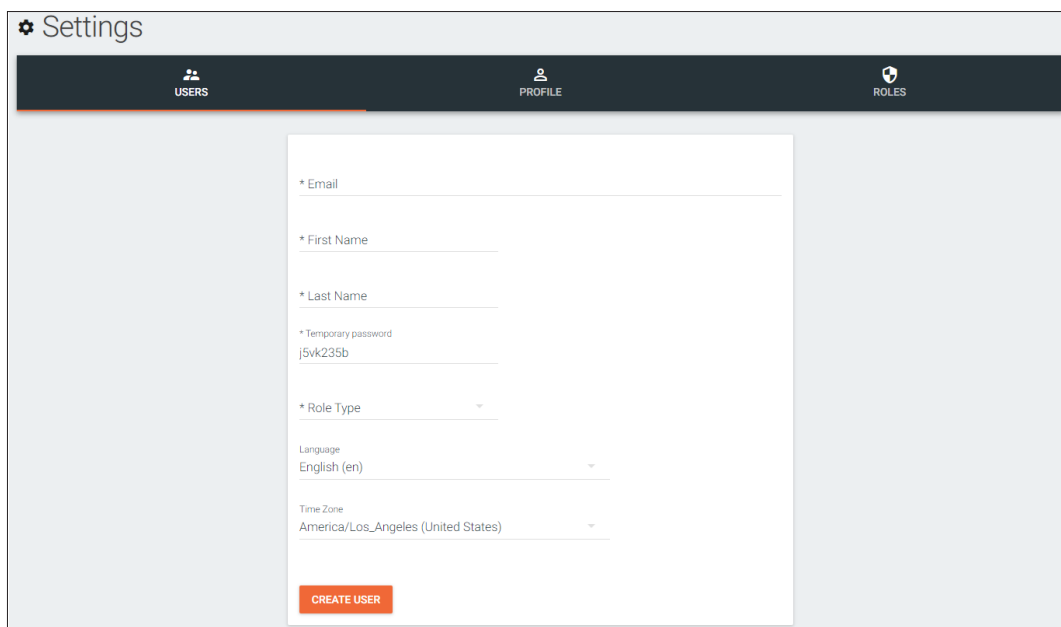 Settings
USERS
PROFILE
ROLES
* Email
* First Name
* Last Name
* Temporary password
j5vk235b
* Role Type
Language
English (en)
Time Zone
America/Los_Angeles (United States)
CREATE USER